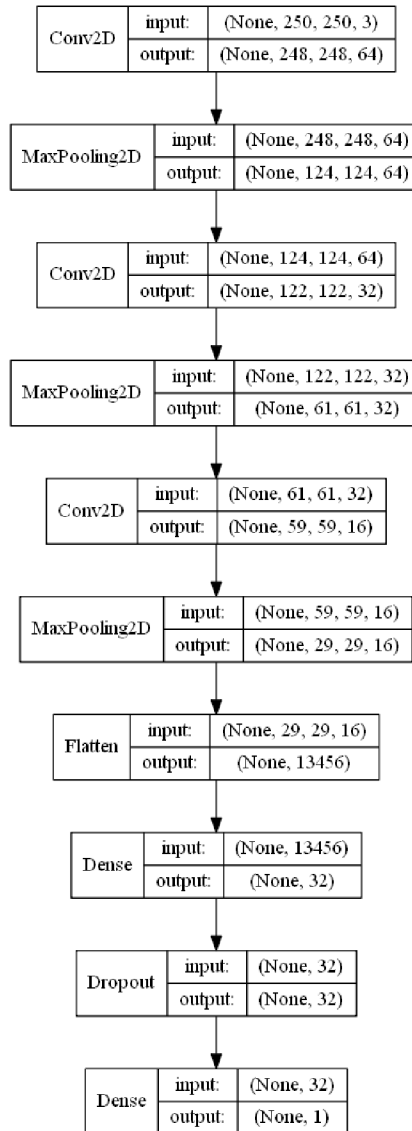 Conv2D input: (None, 250, 250, 3)
output: (None, 248, 248, 64)
MaxPooling2D input: (None, 248, 248, 64)
output: (None, 124, 124, 64)
Conv2D input: (None, 124, 124, 64)
output: (None, 122, 122, 32)
MaxPooling2D input: (None, 122, 122, 32)
output: (None, 61, 61, 32)
Conv2D input: (None, 61, 61, 32)
output: (None, 59, 59, 16)
MaxPooling2D input: (None, 59, 59, 16)
output: (None, 29, 29, 16)
Flatten input: (None, 29, 29, 16)
output: (None, 13456)
Dense input: (None, 13456)
output: (None, 32)
Dropout input: (None, 32)
output: (None, 32)
Dense input: (None, 32)
output: (None, 1)